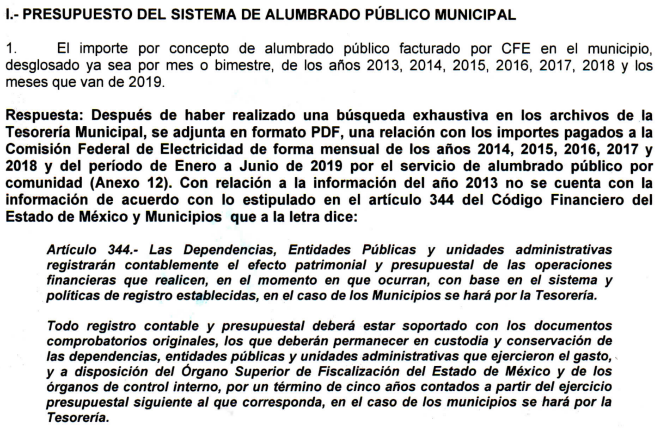 I.- PRESUPUESTO DEL SISTEMA DE ALUMBRADO PÚBLICO MUNICIPAL
1. El importe por concepto de alumbrado público facturado por CFE en el municipio,
desglosado ya sea por mes o bimestre, de los años 2013, 2014, 2015, 2016, 2017, 2018 y los
meses que van de 2019.
Respuesta: Después de haber realizado una búsqueda exhaustiva en los archivos de la
Tesorería Municipal, se adjunta en formato PDF, una relación con los importes pagados a la
Comisión Federal de Electricidad de forma mensual de los años 2014, 2015, 2016, 2017 y
2018 y del período de Enero a Junio de 2019 por el servicio de alumbrado público por
comunidad (Anexo 12). Con relación a la información del año 2013 no se cuenta con la
información de acuerdo con lo estipulado en el artículo 344 del Código Financiero del
Estado de México y Municipios que a la letra dice:
Artículo 344.- Las Dependencias, Entidades Públicas y unidades administrativas
registrarán contablemente el efecto patrimonial y presupuestal de las operaciones
financieras que realicen, en el momento en que ocurran, con base en el sistema y
políticas de registro establecidas, en el caso de los Municipios se hará por la Tesorería.
Todo registro contable y presupuestal deberá estar soportado con los documentos
comprobatorios originales, los que deberán permanecer en custodia y conservación de
las dependencias, entidades públicas y unidades administrativas que ejercieron el gasto,
y a disposición del Órgano Superior de Fiscalización del Estado de México y de los
órganos de control interno, por un término de cinco años contados a partir del ejercicio
presupuestal siguiente al que corresponda, en el caso de los municipios se hará por la
Tesorería.